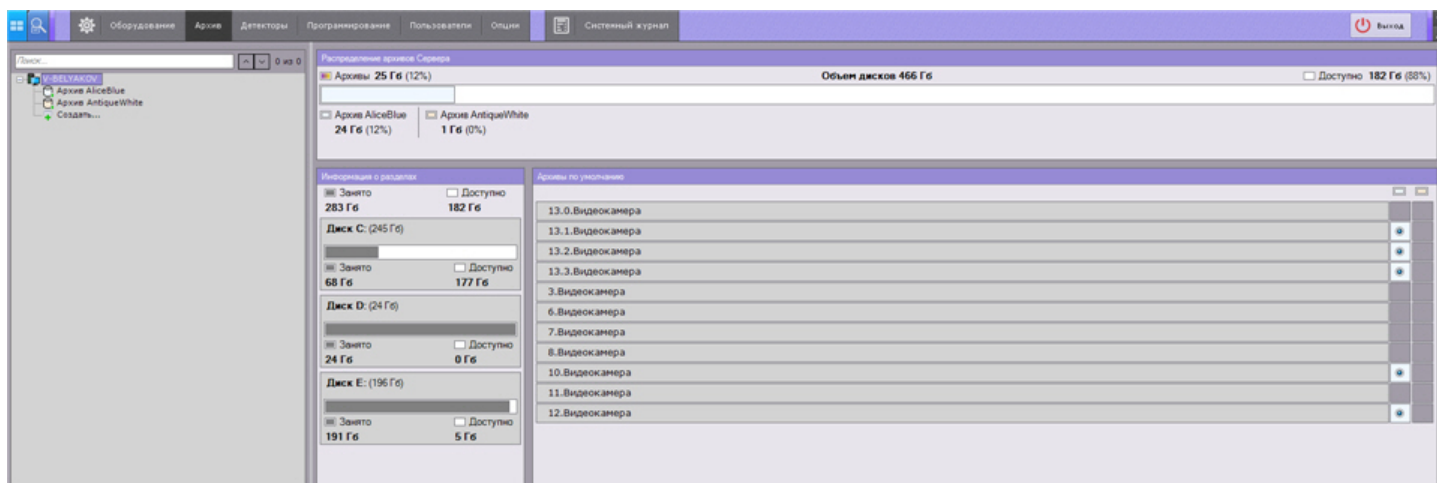 Оборудование Архив Детекторы Программирование Пользователи Опции Системный журнал Выход
Поиск... 0 из 0
V-BELYAKOV
Архив AliceBlue
Архив AntiqueWhite
Создать...
Распределение архивов Сервера
Архивы 25 Гб (12%) Объем дисков 466 Гб Доступно 182 Гб (88%)
Архив AliceBlue Архив AntiqueWhite
24 Гб (12%) 1 Гб (0%)
Информация о разделах
Занято Доступно
283 Гб 182 Гб
Диск C: (245 Гб)
Занято Доступно
68 Гб 177 Гб
Диск D: (24 Гб)
Занято Доступно
24 Гб 0 Гб
Диск E: (196 Гб)
Занято Доступно
191 Гб 5 Гб
Архивы по умолчанию
13.0.Видеокамера
13.1.Видеокамера
13.2.Видеокамера
13.3.Видеокамера
3.Видеокамера
6.Видеокамера
7.Видеокамера
8.Видеокамера
10.Видеокамера
11.Видеокамера
12.Видеокамера